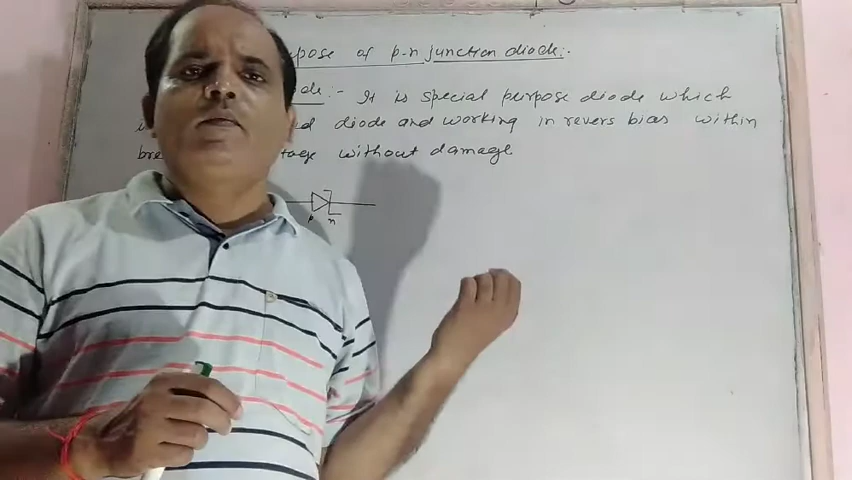 pose of p-n junction diode:-
de:- It is special purpose diode which
d diode and working in revers bias within
bre tage without damage
p n